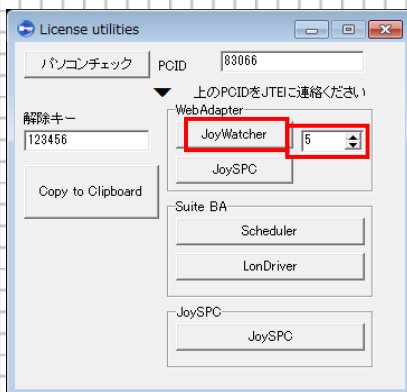 License utilities
パソコンチェック PCID 83066
上のPCIDをJTEに連絡ください
解除キー
123456
Copy to Clipboard
WebAdapter
JoyWatcher 5
JoySPC
Suite BA
Scheduler
LonDriver
JoySPC
JoySPC